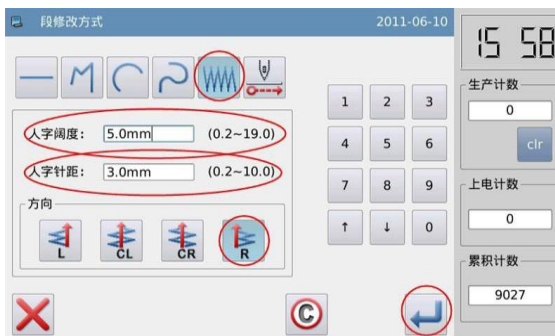 段修改方式 2011-06-10
15 58
生产计数
0
clr
人字阔度: 5.0mm (0.2~19.0)
人字针距: 3.0mm (0.2~10.0)
方向
L CL CR R
1 2 3
4 5 6
7 8 9
↑ ↓ 0
上电计数
0
累积计数
9027
C